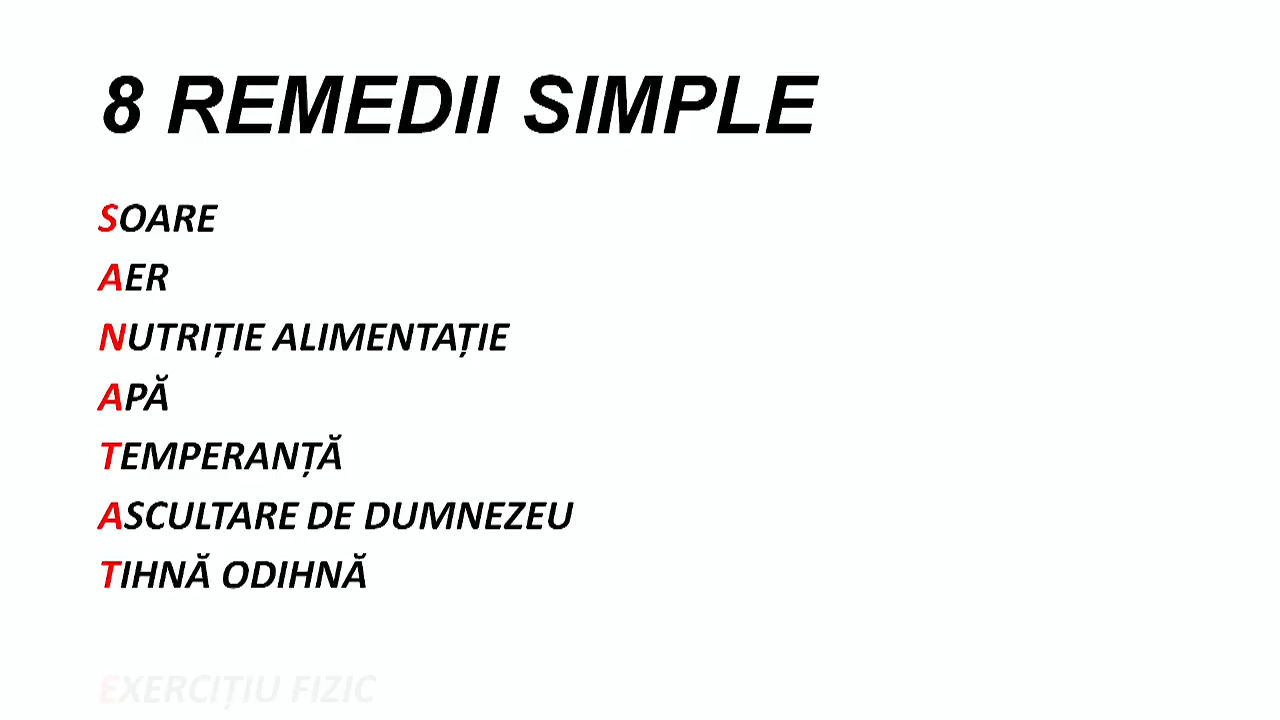 8 REMEDII SIMPLE
SOARE
AER
NUTRIȚIE ALIMENTAȚIE
APĂ
TEMPERANȚĂ
ASCULTARE DE DUMNEZEU
TIHNĂ ODIHNĂ
EXERCIȚIU FIZIC